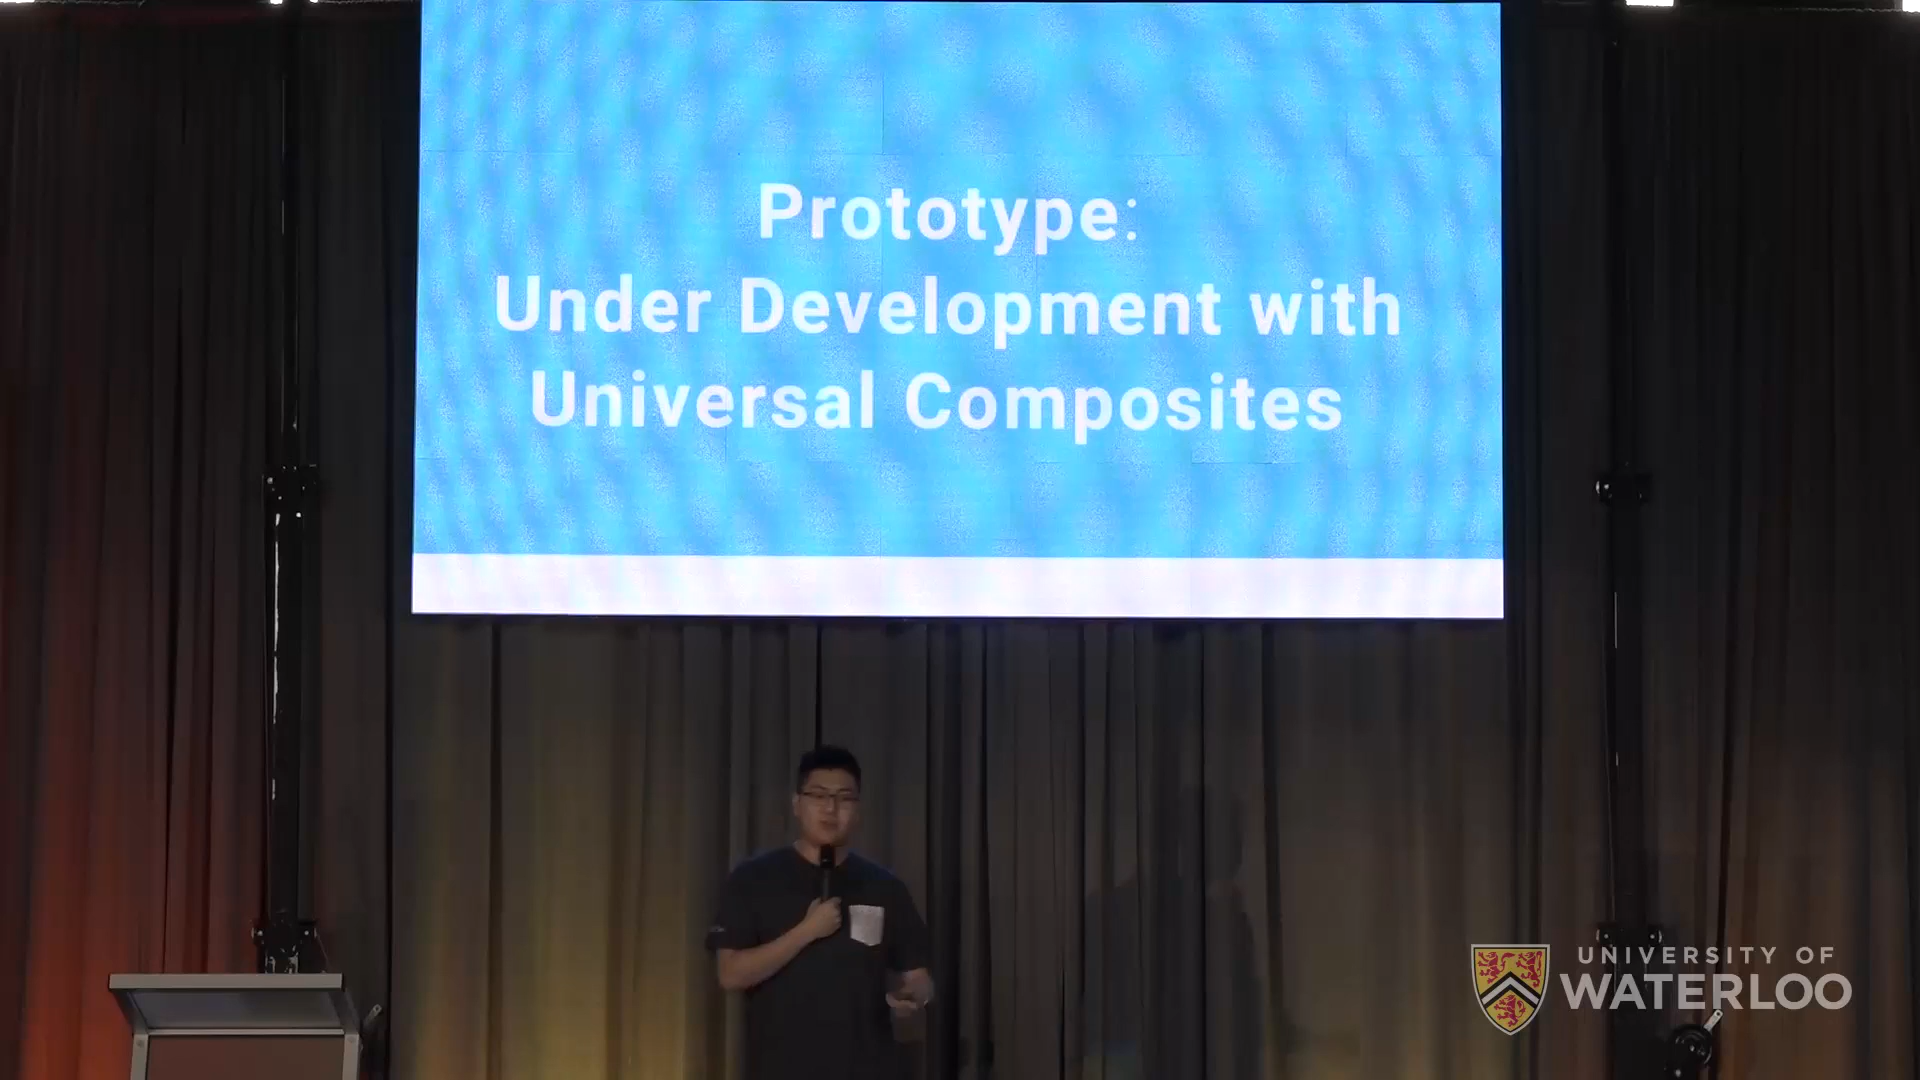 Prototype:
Under Development with
Universal Composites
UNIVERSITY OF
WATERLOO